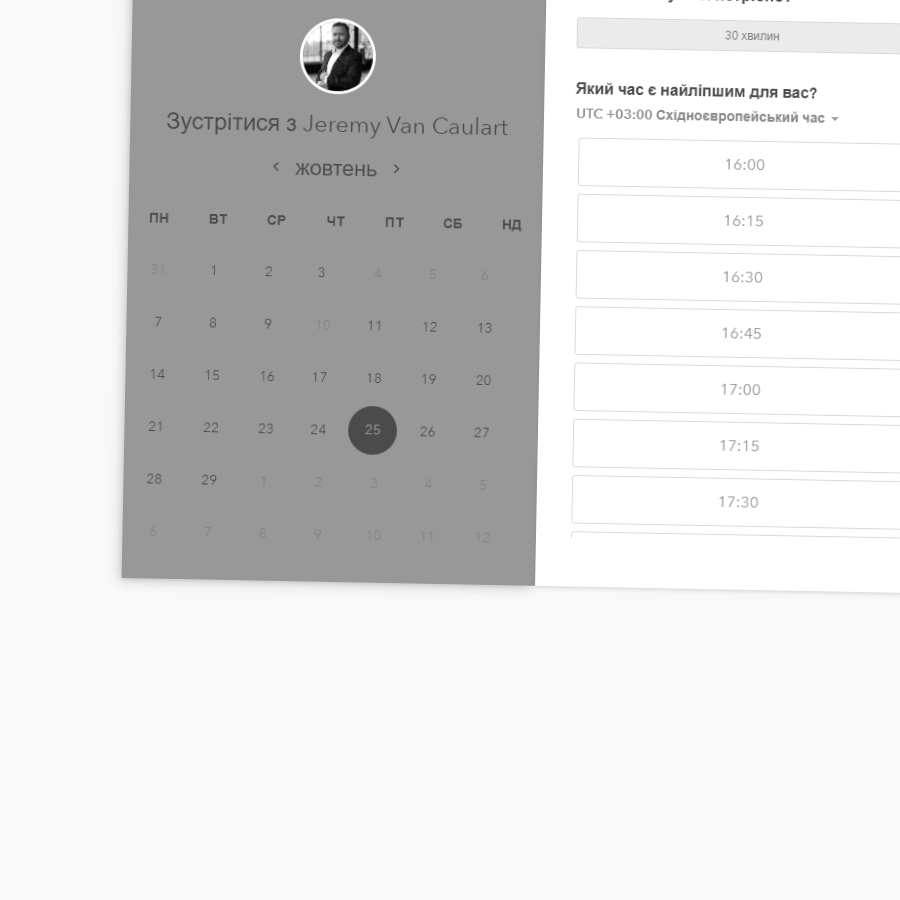 Зустрітися з Jeremy Van Caulart
жовтень
ПН ВТ СР ЧТ ПТ СБ НД
31 1 2 3 4 5 6
7 8 9 10 11 12 13
14 15 16 17 18 19 20
21 22 23 24 25 26 27
28 29 1 2 3 4 5
6 7 8 9 10 11 12
30 хвилин
Який час є найліпшим для вас?
UTC +03:00 Східноєвропейський час
16:00
16:15
16:30
16:45
17:00
17:15
17:30